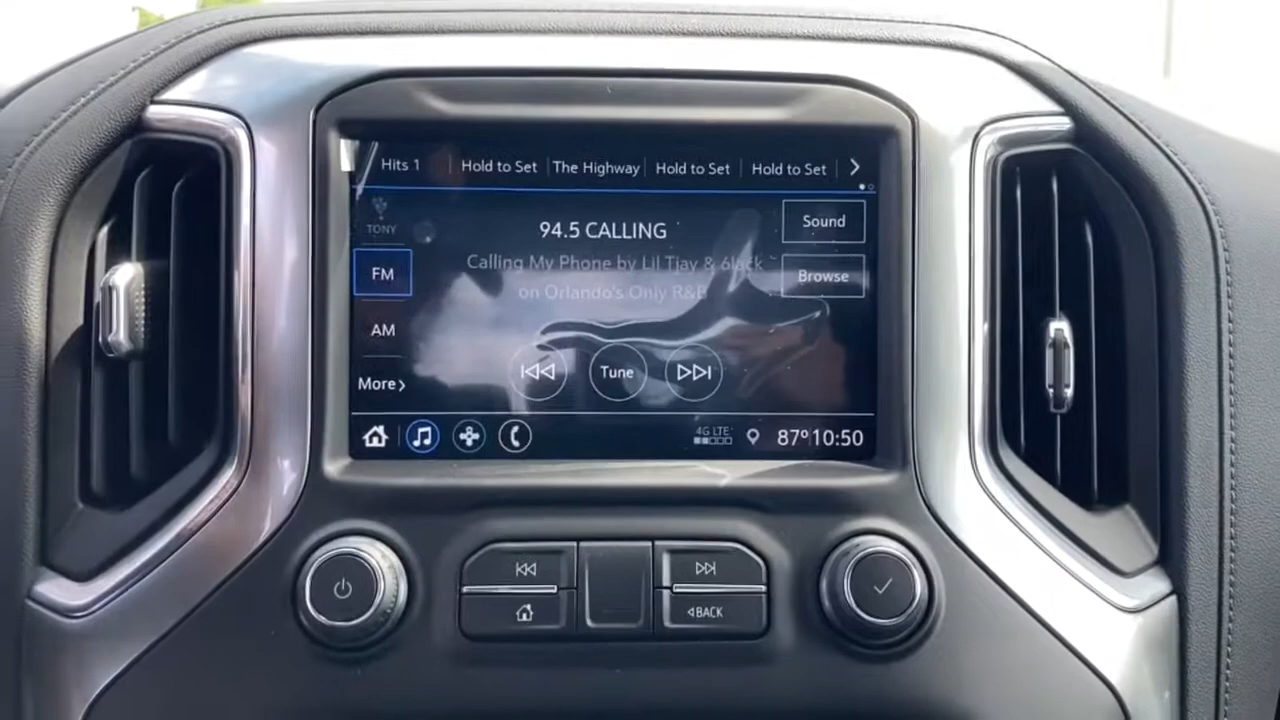 Hits 1
Hold to Set
The Highway
Hold to Set
Hold to Set
TONY
94.5 CALLING
Sound
FM
Calling My Phone by Lil Tjay & 6lack ~
Browse
on Orlando's Only R&B
AM
Tune
More
4G LTE
87º 10:50
BACK